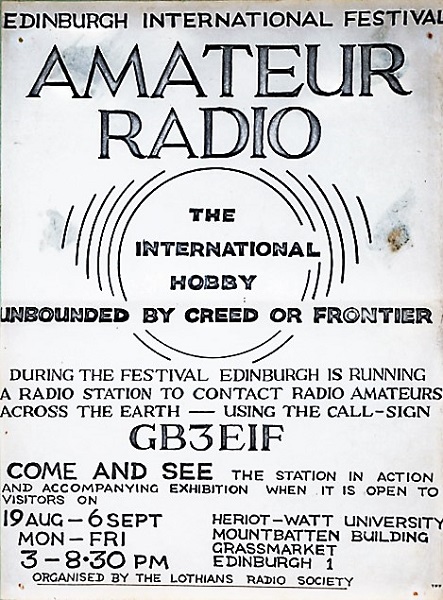 EDINBURGH INTERNATIONAL FESTIVAL
AMATEUR
RADIO
THE
INTERNATIONAL
HOBBY
UNBOUNDED BY CREED OR FRONTIER
DURING THE FESTIVAL EDINBURGH IS RUNNING
A RADIO STATION TO CONTACT RADIO AMATEURS
ACROSS THE EARTH — USING THE CALL-SIGN
GB3EIF
COME AND SEE THE STATION IN ACTION
AND ACCOMPANYING EXHIBITION WHEN IT IS OPEN TO
VISITORS ON
19 AUG – 6 SEPT
MON – FRI
3 – 8·30 PM
HERIOT-WATT UNIVERSITY
MOUNTBATTEN BUILDING
GRASSMARKET
EDINBURGH 1
ORGANISED BY THE LOTHIANS RADIO SOCIETY